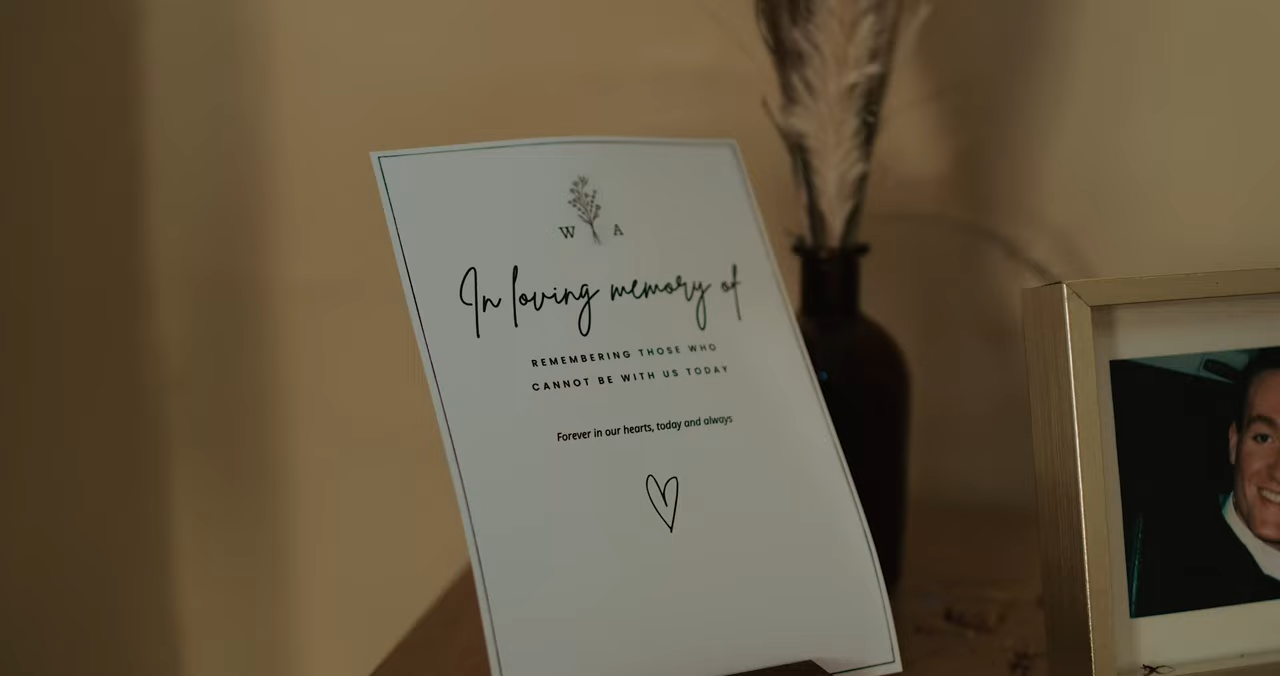 W A
In loving memory of
REMEMBERING THOSE WHO
CANNOT BE WITH US TODAY
Forever in our hearts, today and always